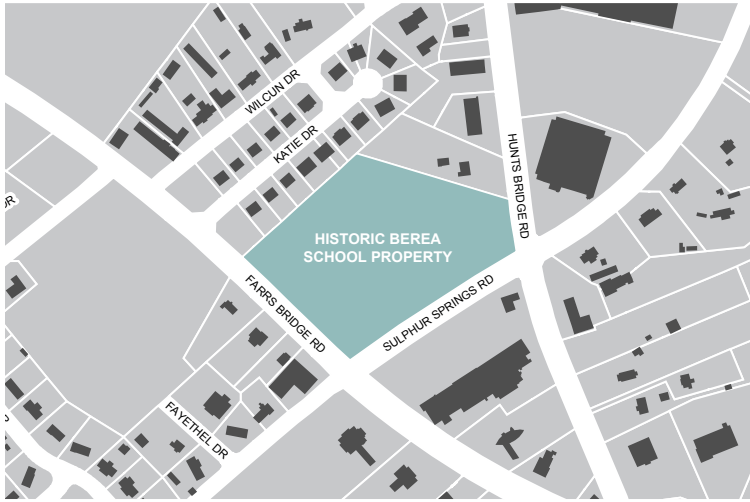 WILCUN DR
KATIE DR
HUNTS BRIDGE RD
DR
HISTORIC BEREA
SCHOOL PROPERTY
FARRS BRIDGE RD
SULPHUR SPRINGS RD
FAYETHEL DR